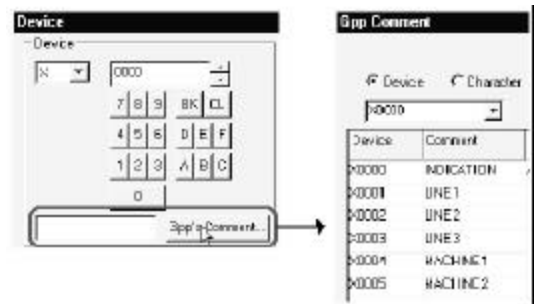 Device
Device
X 0000
7 8 9 BK CL
4 5 6 D E F
1 2 3 A B C
0
Gpp's Comment...
Gpp Comment
Device Character
X0000
Device Comment
X0000 INDICATION
X0001 LINE1
X0002 LINE2
X0003 LINE3
X0004 MACHINE1
X0005 MACHINE2